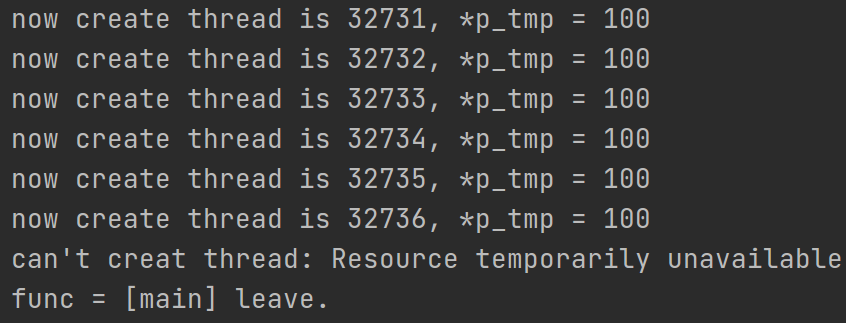 now create thread is 32731, *p_tmp = 100
now create thread is 32732, *p_tmp = 100
now create thread is 32733, *p_tmp = 100
now create thread is 32734, *p_tmp = 100
now create thread is 32735, *p_tmp = 100
now create thread is 32736, *p_tmp = 100
can't creat thread: Resource temporarily unavailable
func = [main] leave.